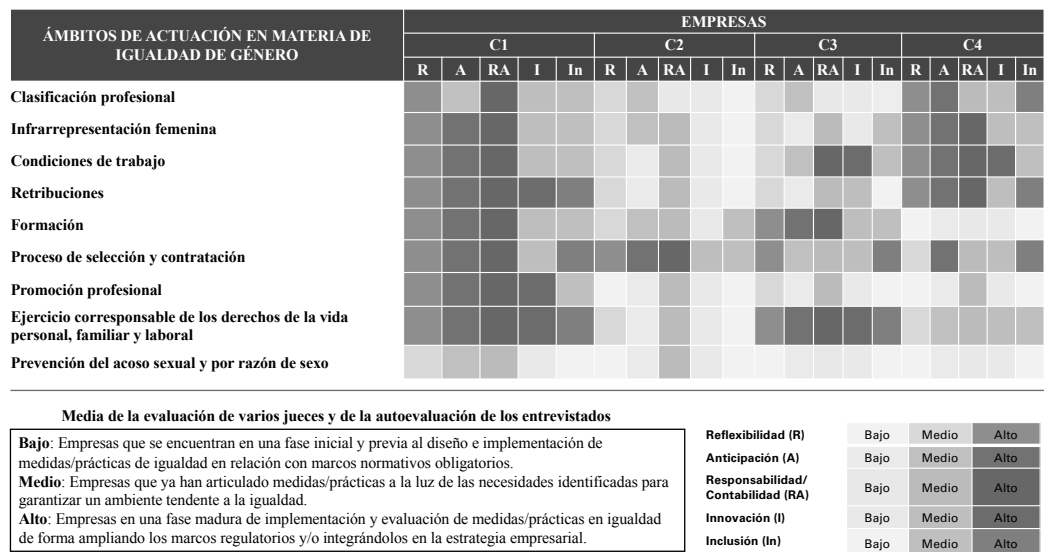 ÁMBITOS DE ACTUACIÓN EN MATERIA DE
IGUALDAD DE GÉNERO
EMPRESAS
C1 C2 C3 C4
R A RA I In R A RA I In R A RA I In R A RA I In
Clasificación profesional
Infrarrepresentación femenina
Condiciones de trabajo
Retribuciones
Formación
Proceso de selección y contratación
Promoción profesional
Ejercicio corresponsable de los derechos de la vida
personal, familiar y laboral
Prevención del acoso sexual y por razón de sexo
Media de la evaluación de varios jueces y de la autoevaluación de los entrevistados
Bajo: Empresas que se encuentran en una fase inicial y previa al diseño e implementación de
medidas/prácticas de igualdad en relación con marcos normativos obligatorios.
Medio: Empresas que ya han articulado medidas/prácticas a la luz de las necesidades identificadas para
garantizar un ambiente tendente a la igualdad.
Alto: Empresas en una fase madura de implementación y evaluación de medidas/prácticas en igualdad
de forma ampliando los marcos regulatorios y/o integrándolos en la estrategia empresarial.
Reflexibilidad (R) Bajo Medio Alto
Anticipación (A) Bajo Medio Alto
Responsabilidad/
Contabilidad (RA) Bajo Medio Alto
Innovación (I) Bajo Medio Alto
Inclusión (In) Bajo Medio Alto